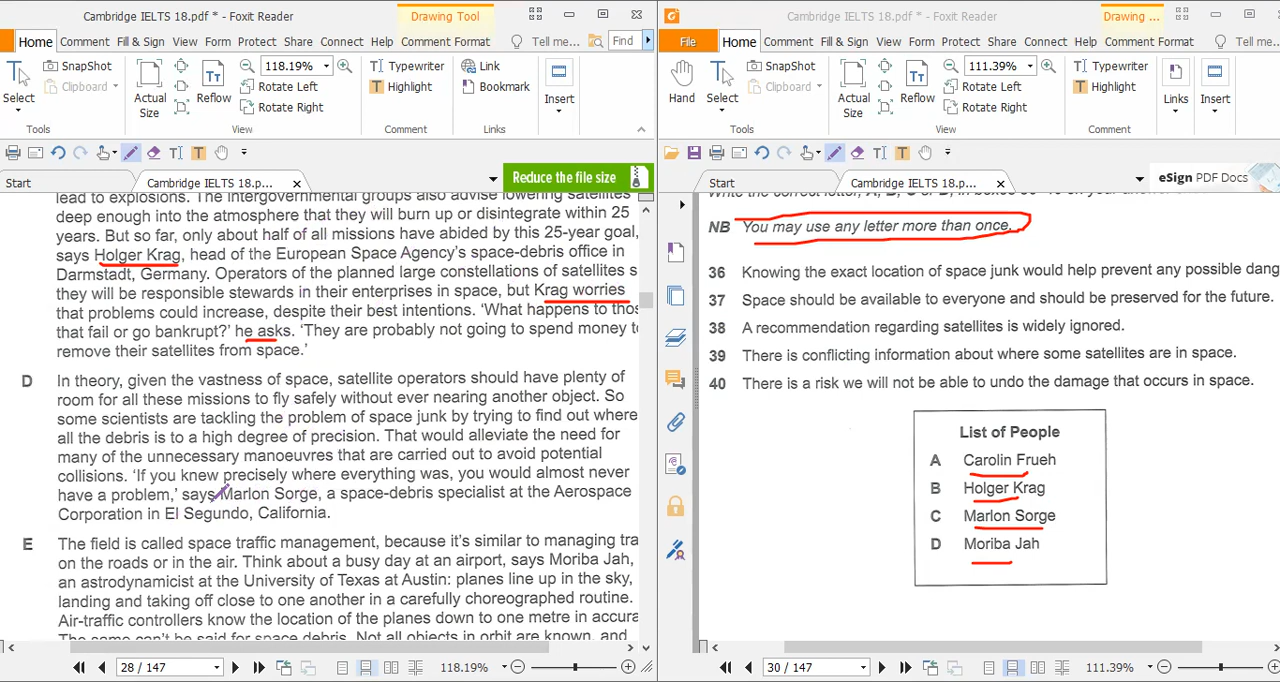 Cambridge IELTS 18.pdf * - Foxit Reader
Drawing Tool
Home Comment Fill & Sign View Form Protect Share Connect Help Comment Format Tell me... Find
Select
SnapShot
Clipboard
Tools
Actual Size
Reflow
118.19%
Rotate Left
Rotate Right
View
Typewriter
Highlight
Comment
Link
Bookmark
Links
Insert
Reduce the file size
Start
Cambridge IELTS 18.p...
lead to explosions. The intergovernmental groups also advise lowering satellites
deep enough into the atmosphere that they will burn up or disintegrate within 25
years. But so far, only about half of all missions have abided by this 25-year goal,
says Holger Krag, head of the European Space Agency's space-debris office in
Darmstadt, Germany. Operators of the planned large constellations of satellites s
they will be responsible stewards in their enterprises in space, but Krag worries
that problems could increase, despite their best intentions. 'What happens to thos
that fail or go bankrupt?' he asks. 'They are probably not going to spend money to
remove their satellites from space.'
D In theory, given the vastness of space, satellite operators should have plenty of
room for all these missions to fly safely without ever nearing another object. So
some scientists are tackling the problem of space junk by trying to find out where
all the debris is to a high degree of precision. That would alleviate the need for
many of the unnecessary manoeuvres that are carried out to avoid potential
collisions. 'If you knew precisely where everything was, you would almost never
have a problem,' says Marlon Sorge, a space-debris specialist at the Aerospace
Corporation in El Segundo, California.
E The field is called space traffic management, because it's similar to managing tra
on the roads or in the air. Think about a busy day at an airport, says Moriba Jah,
an astrodynamicist at the University of Texas at Austin: planes line up in the sky,
landing and taking off close to one another in a carefully choreographed routine.
Air-traffic controllers know the location of the planes down to one metre in accura
The same can't be said for space debris. Not all objects in orbit are known, and
28 / 147
118.19%
Cambridge IELTS 18.pdf * - Foxit Reader
Drawing ...
File Home Comment Fill & Sign View Form Protect Share Connect Help Comment Format Tell me...
Hand
Select
SnapShot
Clipboard
Tools
Actual Size
Reflow
111.39%
Rotate Left
Rotate Right
View
Typewriter
Highlight
Comment
Links
Insert
eSign PDF Docs
Start
Cambridge IELTS 18.p...
NB You may use any letter more than once.
36 Knowing the exact location of space junk would help prevent any possible dang
37 Space should be available to everyone and should be preserved for the future.
38 A recommendation regarding satellites is widely ignored.
39 There is conflicting information about where some satellites are in space.
40 There is a risk we will not be able to undo the damage that occurs in space.
List of People
A Carolin Frueh
B Holger Krag
C Marlon Sorge
D Moriba Jah
30 / 147
111.39%